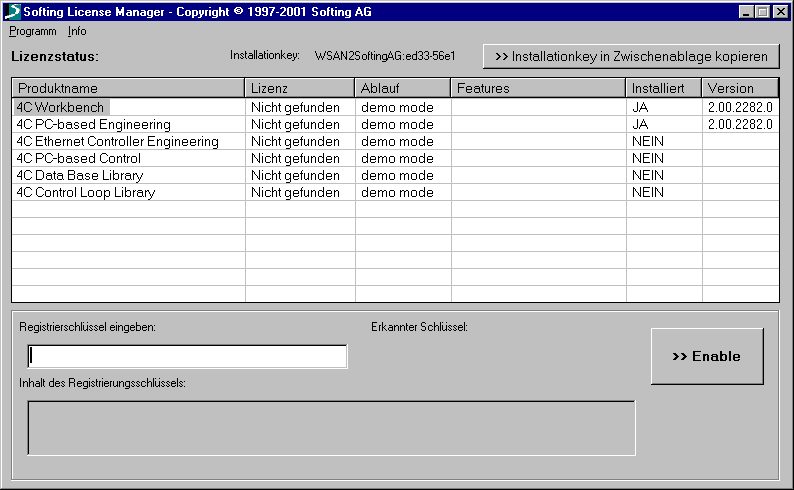 Softing License Manager - Copyright © 1997-2001 Softing AG
Programm Info
Lizenzstatus: Installationkey: WSAN2SoftingAG:ed33-56e1 >> Installationkey in Zwischenablage kopieren
Produktname Lizenz Ablauf Features Installiert Version
4C Workbench Nicht gefunden demo mode JA 2.00.2282.0
4C PC-based Engineering Nicht gefunden demo mode JA 2.00.2282.0
4C Ethernet Controller Engineering Nicht gefunden demo mode NEIN
4C PC-based Control Nicht gefunden demo mode NEIN
4C Data Base Library Nicht gefunden demo mode NEIN
4C Control Loop Library Nicht gefunden demo mode NEIN
Registrierschlüssel eingeben: Erkannter Schlüssel:
>> Enable
Inhalt des Registrierungsschlüssels: